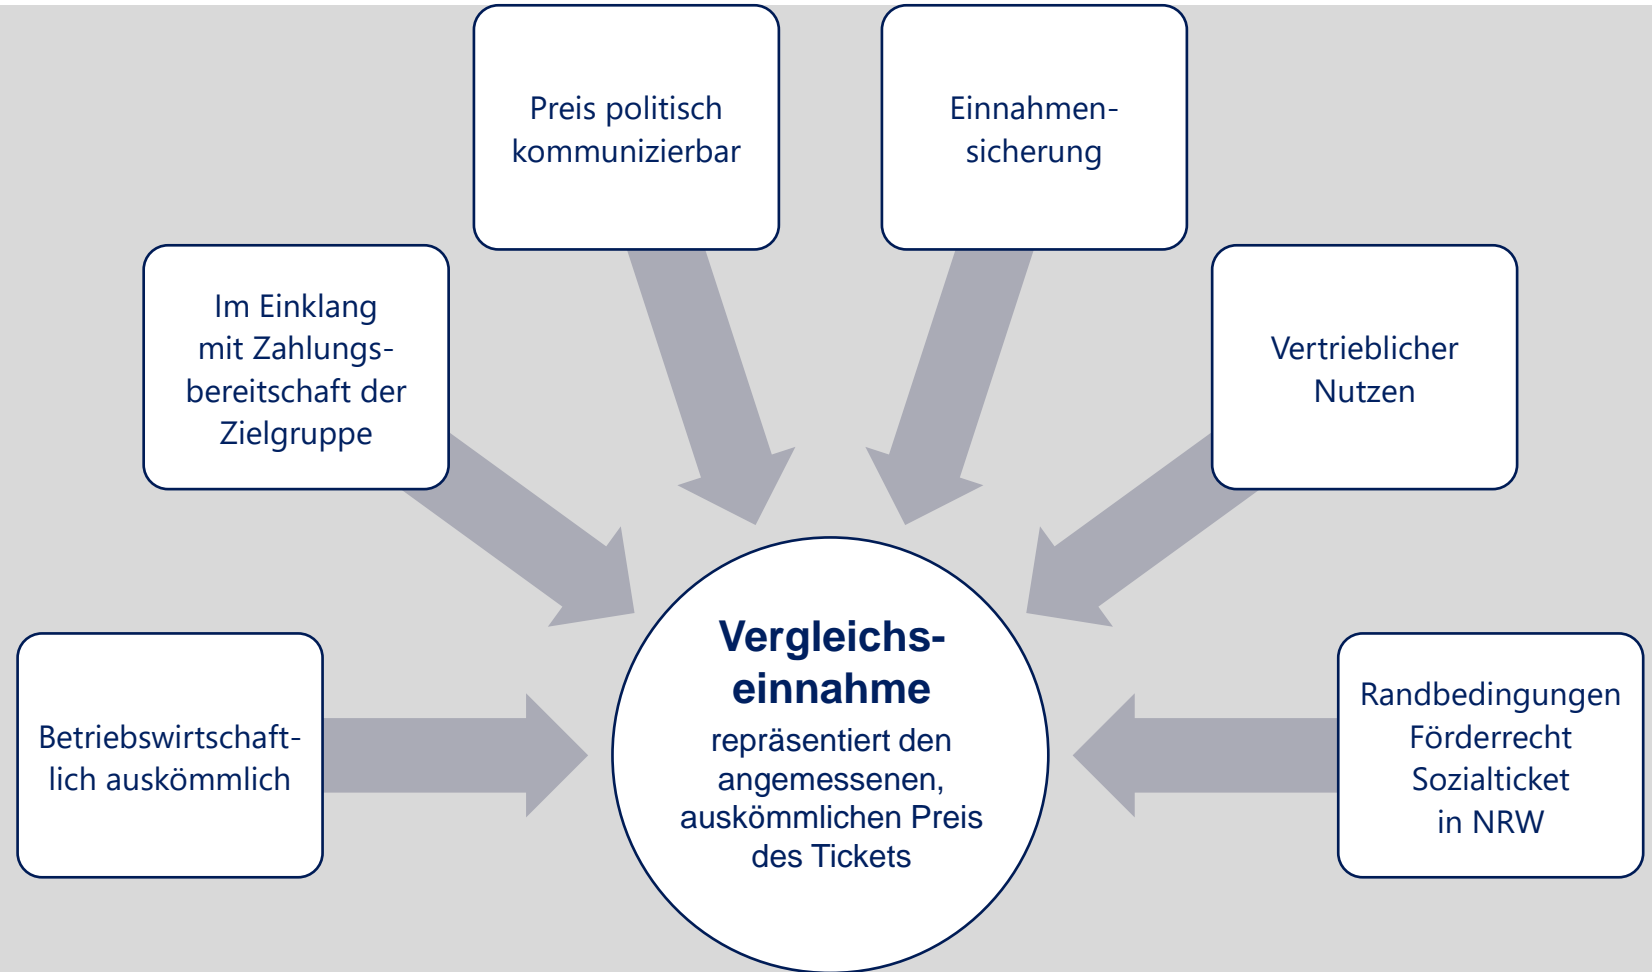 Preis politisch
kommunizierbar
Einnahmen-
sicherung
Im Einklang
mit Zahlungs-
bereitschaft der
Zielgruppe
Vertrieblicher
Nutzen
Betriebswirtschaft-
lich auskömmlich
Vergleichs-
einnahme
repräsentiert den
angemessenen,
auskömmlichen Preis
des Tickets
Randbedingungen
Förderrecht
Sozialticket
in NRW